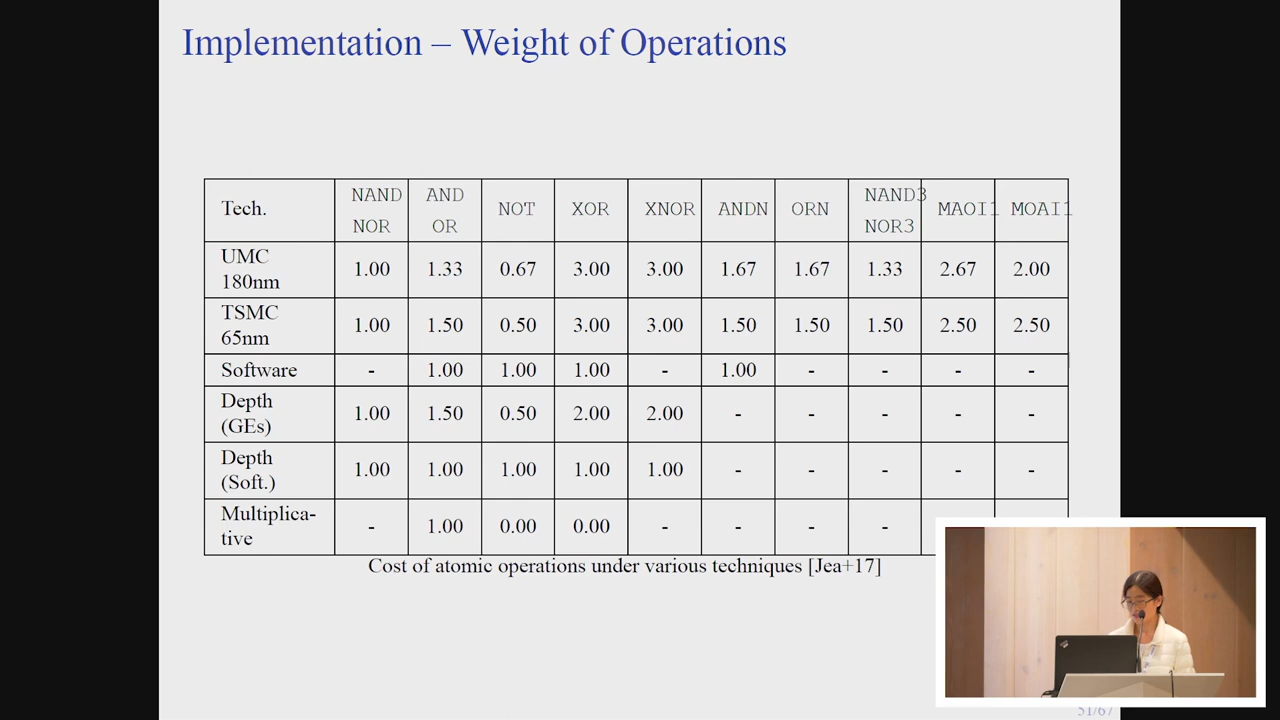 Implementation – Weight of Operations
Tech. NAND NOR AND OR NOT XOR XNOR ANDN ORN NAND3 NOR3 MAOI1 MOAI1
UMC 180nm 1.00 1.33 0.67 3.00 3.00 1.67 1.67 1.33 2.67 2.00
TSMC 65nm 1.00 1.50 0.50 3.00 3.00 1.50 1.50 1.50 2.50 2.50
Software - 1.00 1.00 1.00 - 1.00 - - - -
Depth (GEs) 1.00 1.50 0.50 2.00 2.00 - - - - -
Depth (Soft.) 1.00 1.00 1.00 1.00 1.00 - - - - -
Multiplica-tive - 1.00 0.00 0.00 - - - -
Cost of atomic operations under various techniques [Jea+17]
51/67